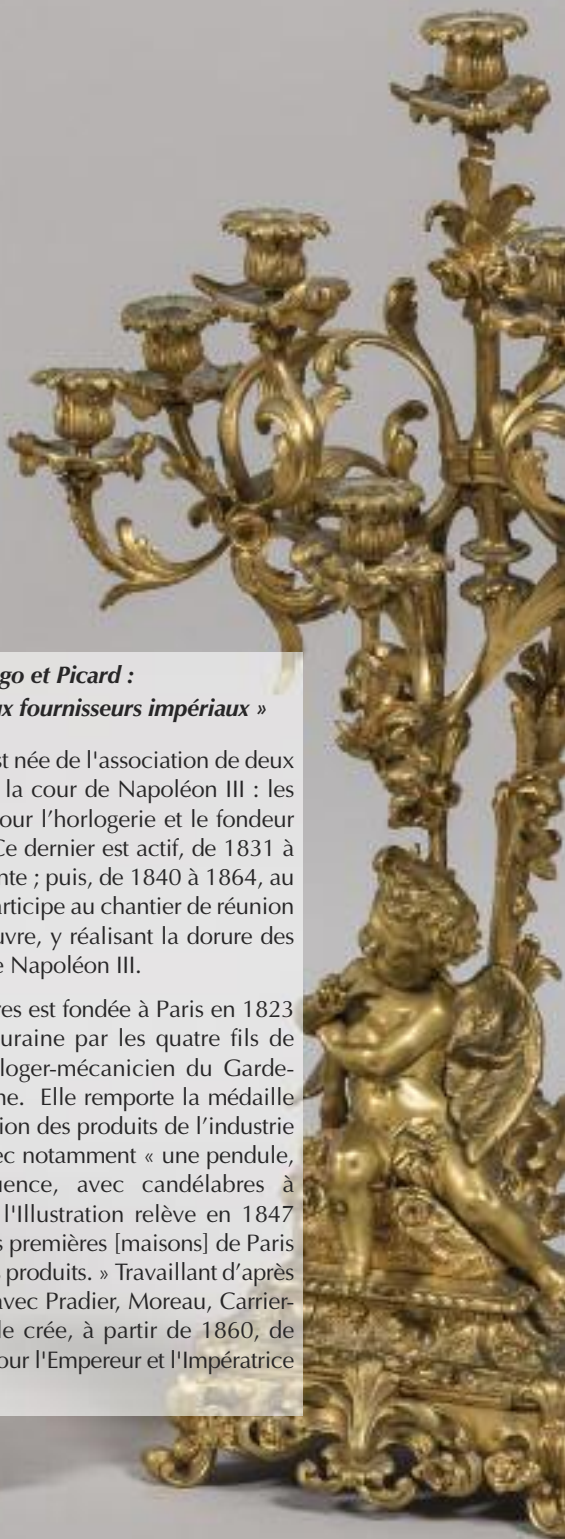 go et Picard :
x fournisseurs impériaux »
st née de l'association de deux
la cour de Napoléon III : les
our l’horlogerie et le fondeur
Ce dernier est actif, de 1831 à
nte ; puis, de 1840 à 1864, au
articipe au chantier de réunion
uvre, y réalisant la dorure des
e Napoléon III.
res est fondée à Paris en 1823
uraine par les quatre fils de
loger-mécanicien du Garde-
ne. Elle remporte la médaille
ion des produits de l’industrie
ec notamment « une pendule,
uence, avec candélabres à
l'Illustration relève en 1847
s premières [maisons] de Paris
s produits. » Travaillant d’après
avec Pradier, Moreau, Carrier-
le crée, à partir de 1860, de
our l'Empereur et l'Impératrice